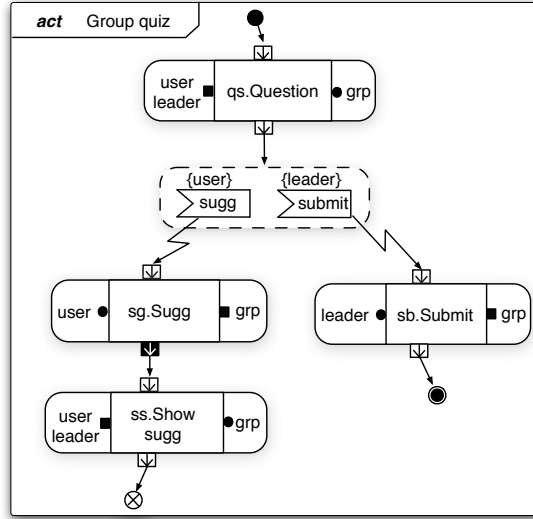 act Group quiz
user
leader
qs.Question
grp
{user}
{leader}
sugg
submit
user
sg.Sugg
grp
leader
sb.Submit
grp
user
leader
ss.Show
sugg
grp